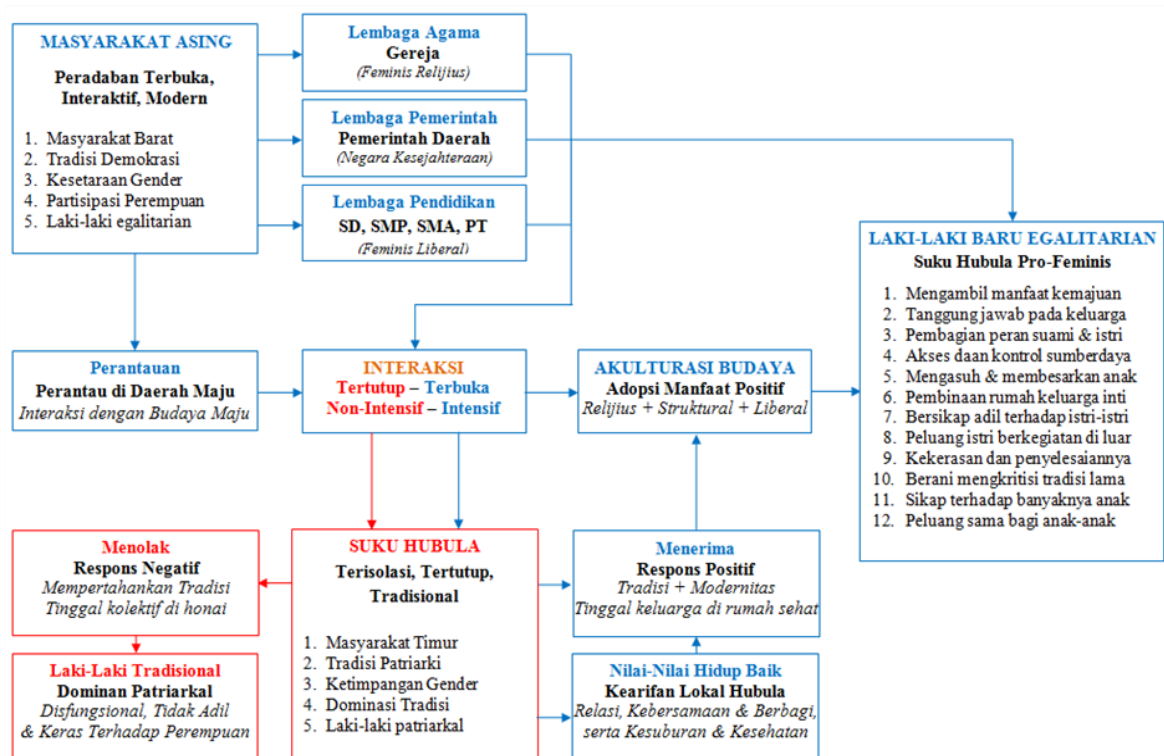 MASYARAKAT ASING
Peradaban Terbuka,
Interaktif, Modern
1. Masyarakat Barat
2. Tradisi Demokrasi
3. Kesetaraan Gender
4. Partisipasi Perempuan
5. Laki-laki egalitarian
Lembaga Agama
Gereja
(Feminis Relijius)
Lembaga Pemerintah
Pemerintah Daerah
(Negara Kesejahteraan)
Lembaga Pendidikan
SD, SMP, SMA, PT
(Feminis Liberal)
Perantauan
Perantau di Daerah Maju
Interaksi dengan Budaya Maju
INTERAKSI
Tertutup – Terbuka
Non-Intensif – Intensif
AKULTURASI BUDAYA
Adopsi Manfaat Positif
Relijius + Struktural + Liberal
LAKI-LAKI BARU EGALITARIAN
Suku Hubula Pro-Feminis
1. Mengambil manfaat kemajuan
2. Tanggung jawab pada keluarga
3. Pembagian peran suami & istri
4. Akses daan kontrol sumberdaya
5. Mengasuh & membesarkan anak
6. Pembinaan rumah keluarga inti
7. Bersikap adil terhadap istri-istri
8. Peluang istri berkegiatan di luar
9. Kekerasan dan penyelesaiannya
10. Berani mengkritisi tradisi lama
11. Sikap terhadap banyaknya anak
12. Peluang sama bagi anak-anak
Menolak
Respons Negatif
Mempertahankan Tradisi
Tinggal kolektif di honai
Laki-Laki Tradisional
Dominan Patriarkal
Disfungsional, Tidak Adil
& Keras Terhadap Perempuan
SUKU HUBULA
Terisolasi, Tertutup,
Tradisional
1. Masyarakat Timur
2. Tradisi Patriarki
3. Ketimpangan Gender
4. Dominasi Tradisi
5. Laki-laki patriarkal
Menerima
Respons Positif
Tradisi + Modernitas
Tinggal keluarga di rumah sehat
Nilai-Nilai Hidup Baik
Kearifan Lokal Hubula
Relasi, Kebersamaan & Berbagi,
serta Kesuburan & Kesehatan